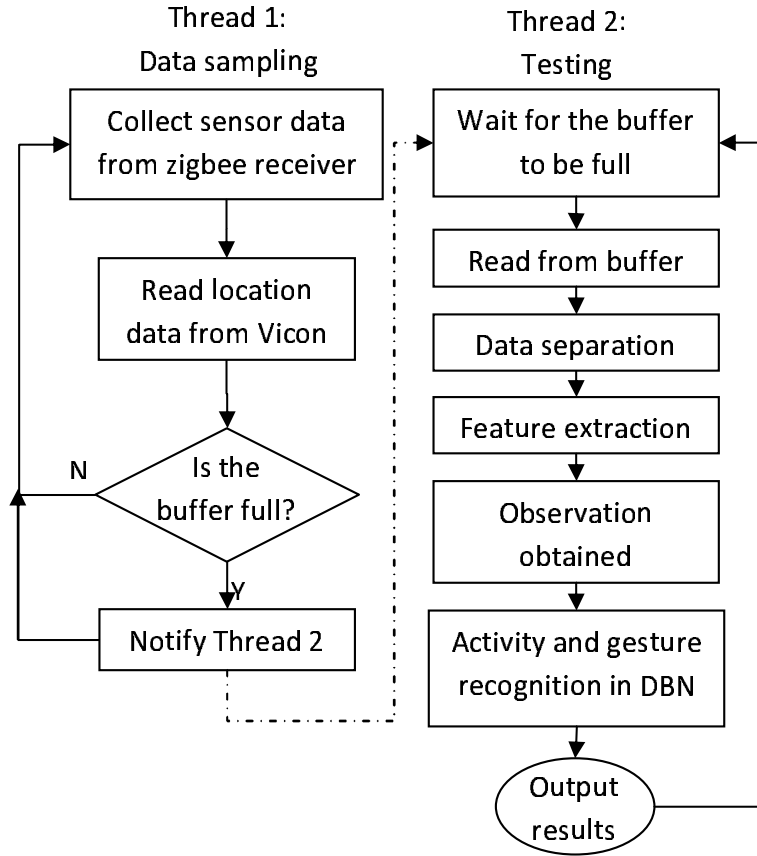 Thread 1:
Data sampling
Collect sensor data
from zigbee receiver
Read location
data from Vicon
Is the
buffer full?
N
Y
Notify Thread 2
Thread 2:
Testing
Wait for the buffer
to be full
Read from buffer
Data separation
Feature extraction
Observation
obtained
Activity and gesture
recognition in DBN
Output
results